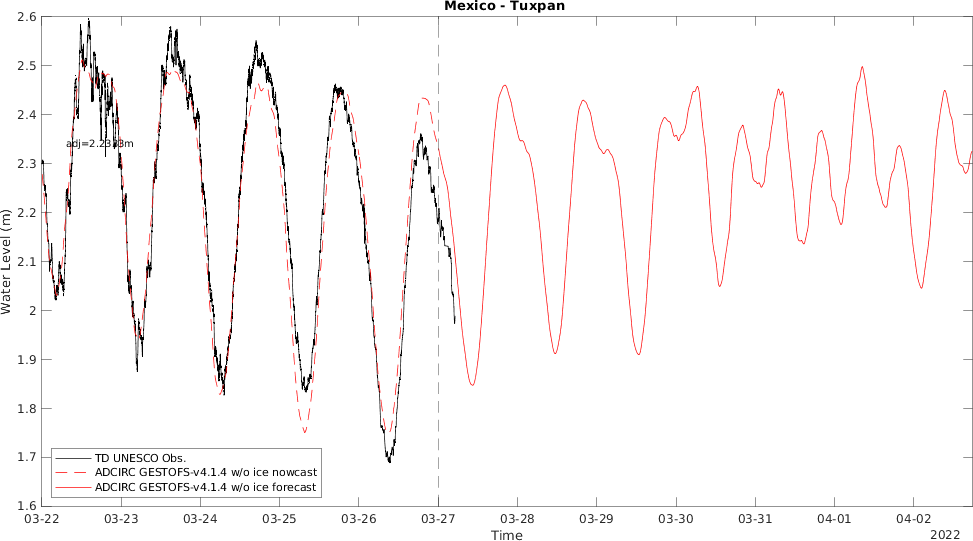 Mexico - Tuxpan
Water Level (m)
2.6
2.5
2.4
2.3
2.2
2.1
2
1.9
1.8
1.7
1.6
TD UNESCO Obs.
ADCIRC GESTOFS-v4.1.4 w/o ice nowcast
ADCIRC GESTOFS-v4.1.4 w/o ice forecast
03-22 03-23 03-24 03-25 03-26 03-27 03-28 03-29 03-30 03-31 04-01 04-02
Time
2022